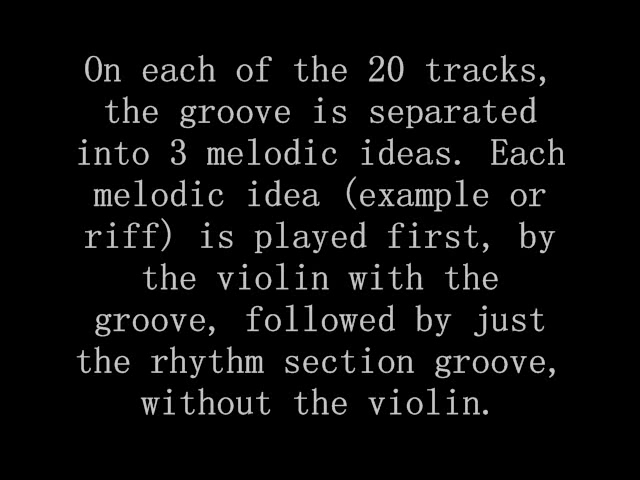 On each of the 20 tracks,
the groove is separated
into 3 melodic ideas. Each
melodic idea (example or
riff) is played first, by
the violin with the
groove, followed by just
the rhythm section groove,
without the violin.